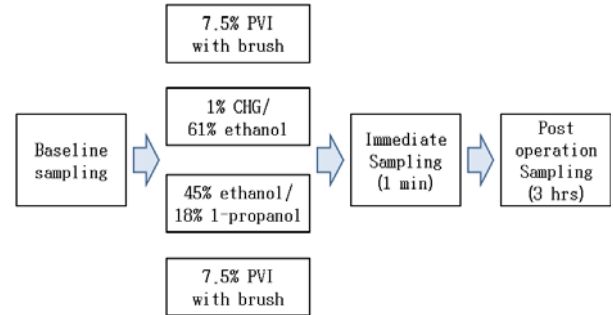 7.5% PVI
with brush
Baseline
sampling
1% CHG/
61% ethanol
45% ethanol/
18% 1-propanol
7.5% PVI
with brush
Immediate
Sampling
(1 min)
Post
operation
Sampling
(3 hrs)